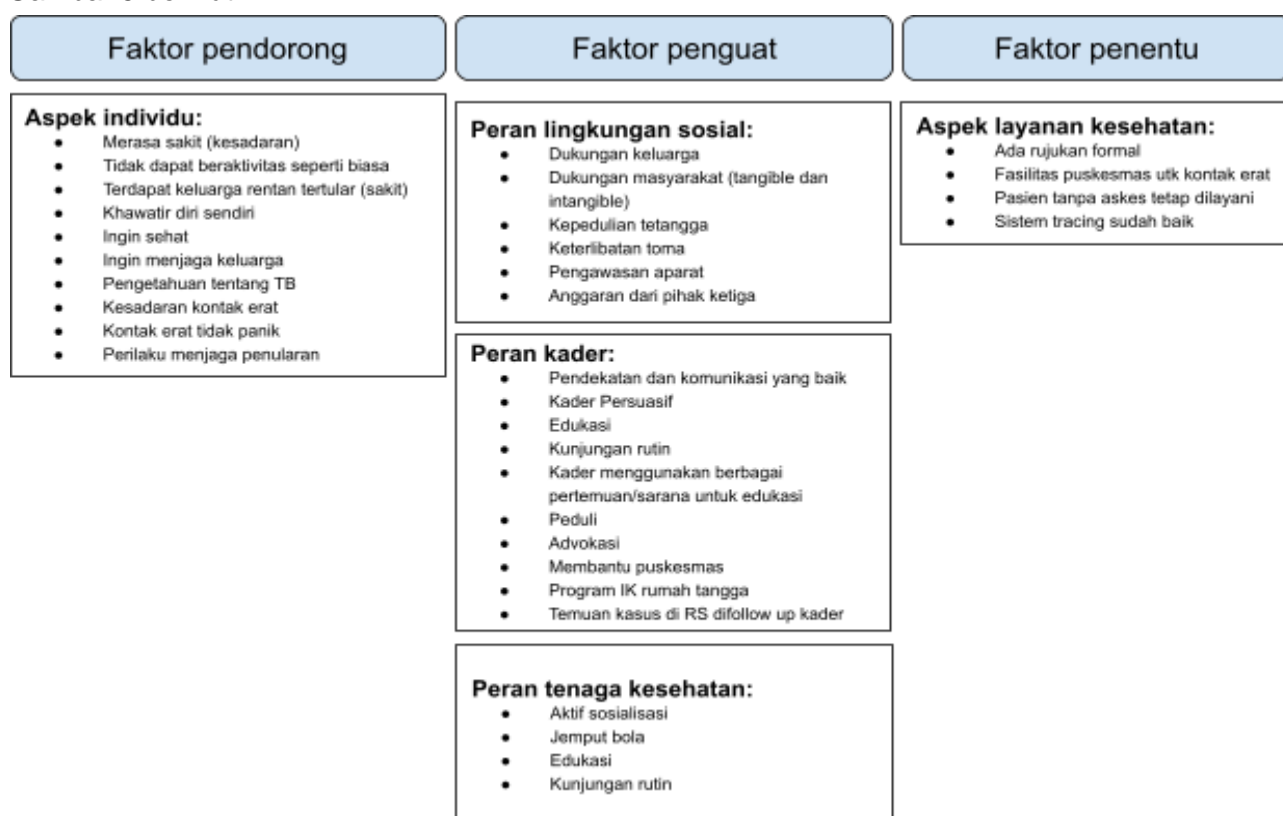 Faktor pendorong
Aspek individu:
● Merasa sakit (kesadaran)
● Tidak dapat beraktivitas seperti biasa
● Terdapat keluarga rentan tertular (sakit)
● Khawatir diri sendiri
● Ingin sehat
● Ingin menjaga keluarga
● Pengetahuan tentang TB
● Kesadaran kontak erat
● Kontak erat tidak panik
● Perilaku menjaga penularan
Faktor penguat
Peran lingkungan sosial:
● Dukungan keluarga
● Dukungan masyarakat (tangible dan
intangible)
● Kepedulian tetangga
● Keterlibatan toma
● Pengawasan aparat
● Anggaran dari pihak ketiga
Peran kader:
● Pendekatan dan komunikasi yang baik
● Kader Persuasif
● Edukasi
● Kunjungan rutin
● Kader menggunakan berbagai
pertemuan/sarana untuk edukasi
● Peduli
● Advokasi
● Membantu puskesmas
● Program IK rumah tangga
● Temuan kasus di RS difollow up kader
Peran tenaga kesehatan:
● Aktif sosialisasi
● Jemput bola
● Edukasi
● Kunjungan rutin
Faktor penentu
Aspek layanan kesehatan:
● Ada rujukan formal
● Fasilitas puskesmas utk kontak erat
● Pasien tanpa askes tetap dilayani
● Sistem tracing sudah baik